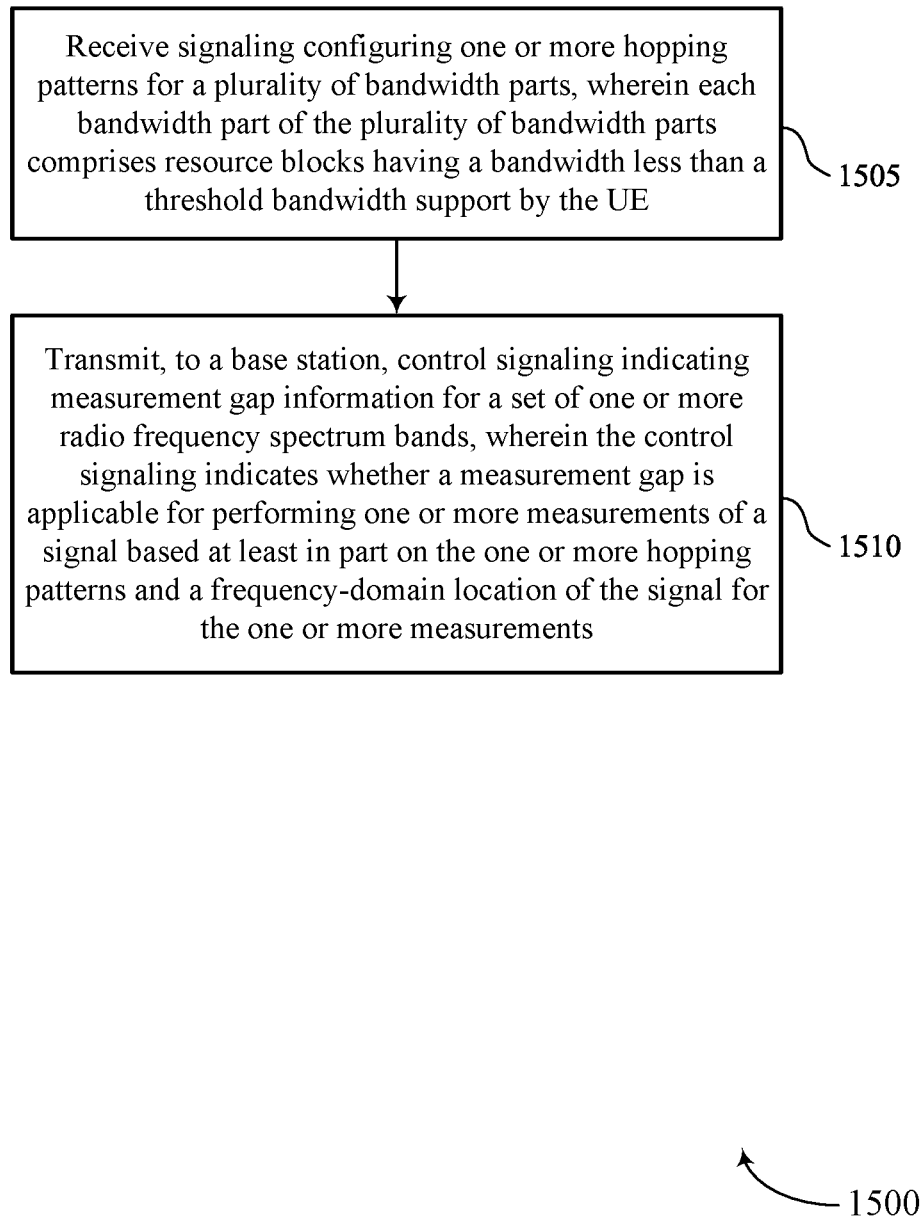 Receive signaling configuring one or more hopping
patterns for a plurality of bandwidth parts, wherein each
bandwidth part of the plurality of bandwidth parts
comprises resource blocks having a bandwidth less than a
threshold bandwidth support by the UE
1505
Transmit, to a base station, control signaling indicating
measurement gap information for a set of one or more
radio frequency spectrum bands, wherein the control
signaling indicates whether a measurement gap is
applicable for performing one or more measurements of a
signal based at least in part on the one or more hopping
patterns and a frequency-domain location of the signal for
the one or more measurements
1510
1500